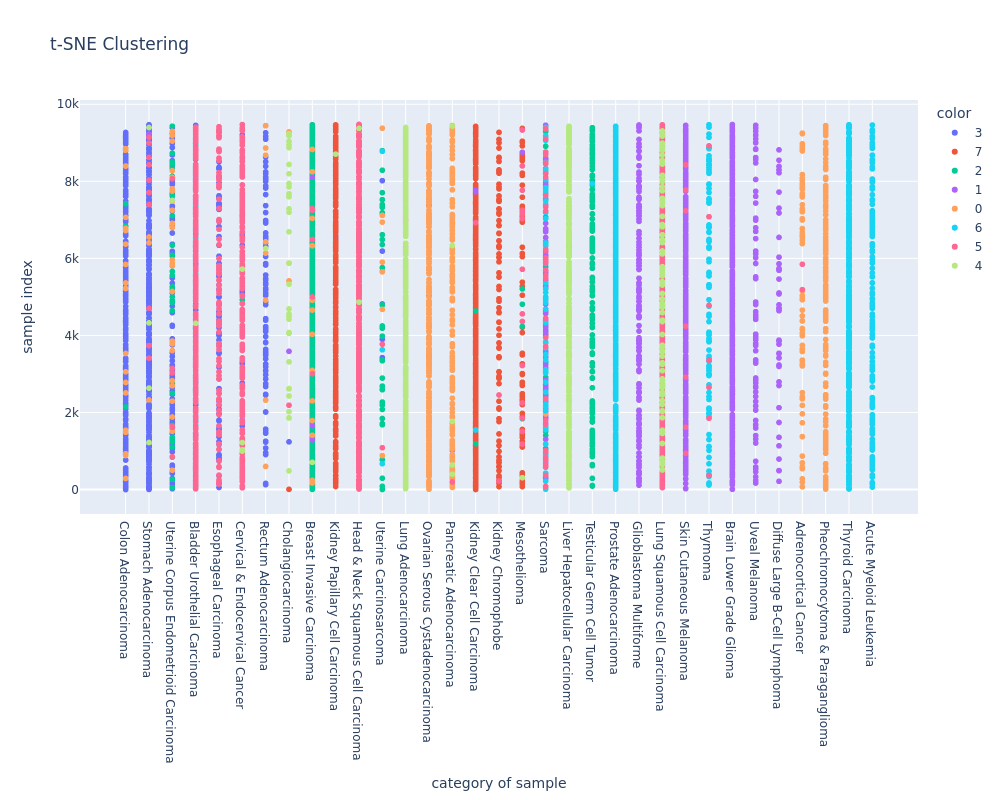 t-SNE Clustering
sample index
10k
8k
6k
4k
2k
0
Colon Adenocarcinoma
Stomach Adenocarcinoma
Uterine Corpus Endometrioid Carcinoma
Bladder Urothelial Carcinoma
Esophageal Carcinoma
Cervical & Endocervical Cancer
Rectum Adenocarcinoma
Cholangiocarcinoma
Breast Invasive Carcinoma
Kidney Papillary Cell Carcinoma
Head & Neck Squamous Cell Carcinoma
Uterine Carcinosarcoma
Lung Adenocarcinoma
Ovarian Serous Cystadenocarcinoma
Pancreatic Adenocarcinoma
Kidney Clear Cell Carcinoma
Kidney Chromophobe
Mesothelioma
Sarcoma
Liver Hepatocellular Carcinoma
Testicular Germ Cell Tumor
Prostate Adenocarcinoma
Glioblastoma Multiforme
Lung Squamous Cell Carcinoma
Skin Cutaneous Melanoma
Thymoma
Brain Lower Grade Glioma
Uveal Melanoma
Diffuse Large B-Cell Lymphoma
Adrenocortical Cancer
Pheochromocytoma & Paraganglioma
Thyroid Carcinoma
Acute Myeloid Leukemia
category of sample
color
3
7
2
1
0
6
5
4